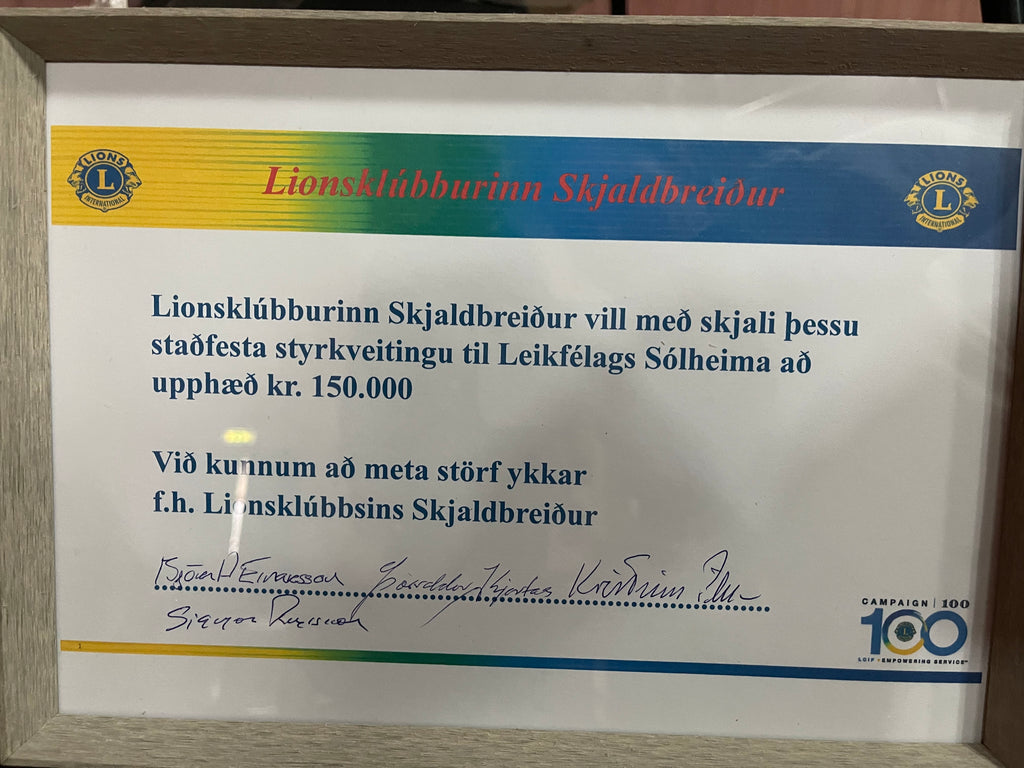 LIONS
L
INTERNATIONAL
Lionsklúbburinn Skjaldbreiður
LIONS
L
INTERNATIONAL
Lionsklúbburinn Skjaldbreiður vill með skjali þessu
staðfesta styrkveitingu til Leikfélags Sólheima að
upphæð kr. 150.000
Við kunnum að meta störf ykkar
f.h. Lionsklúbbsins Skjaldbreiður
Einarsson
CAMPAIGN | 100
100
LCIF : EMPOWERING SERVICE